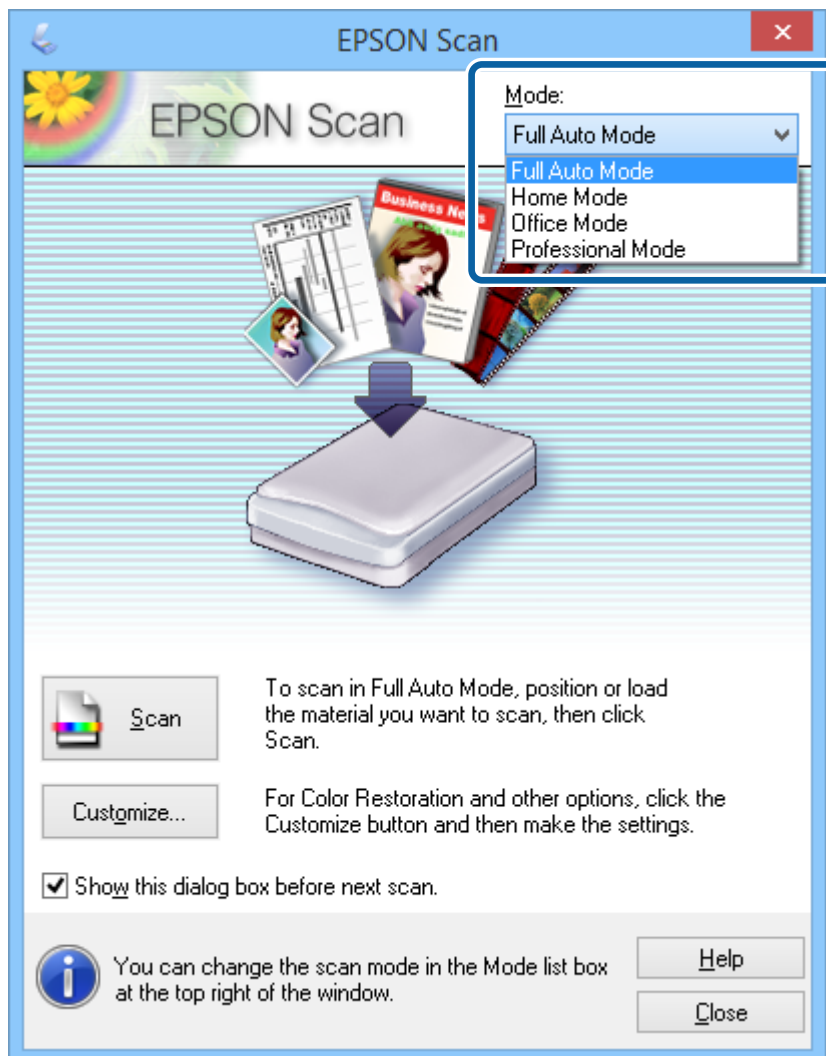 EPSON Scan
EPSON Scan
Mode:
Full Auto Mode
Full Auto Mode
Home Mode
Office Mode
Professional Mode
Business Ne
Scan
To scan in Full Auto Mode, position or load
the material you want to scan, then click
Scan.
Customize...
For Color Restoration and other options, click the
Customize button and then make the settings.
Show this dialog box before next scan.
You can change the scan mode in the Mode list box
at the top right of the window.
Help
Close